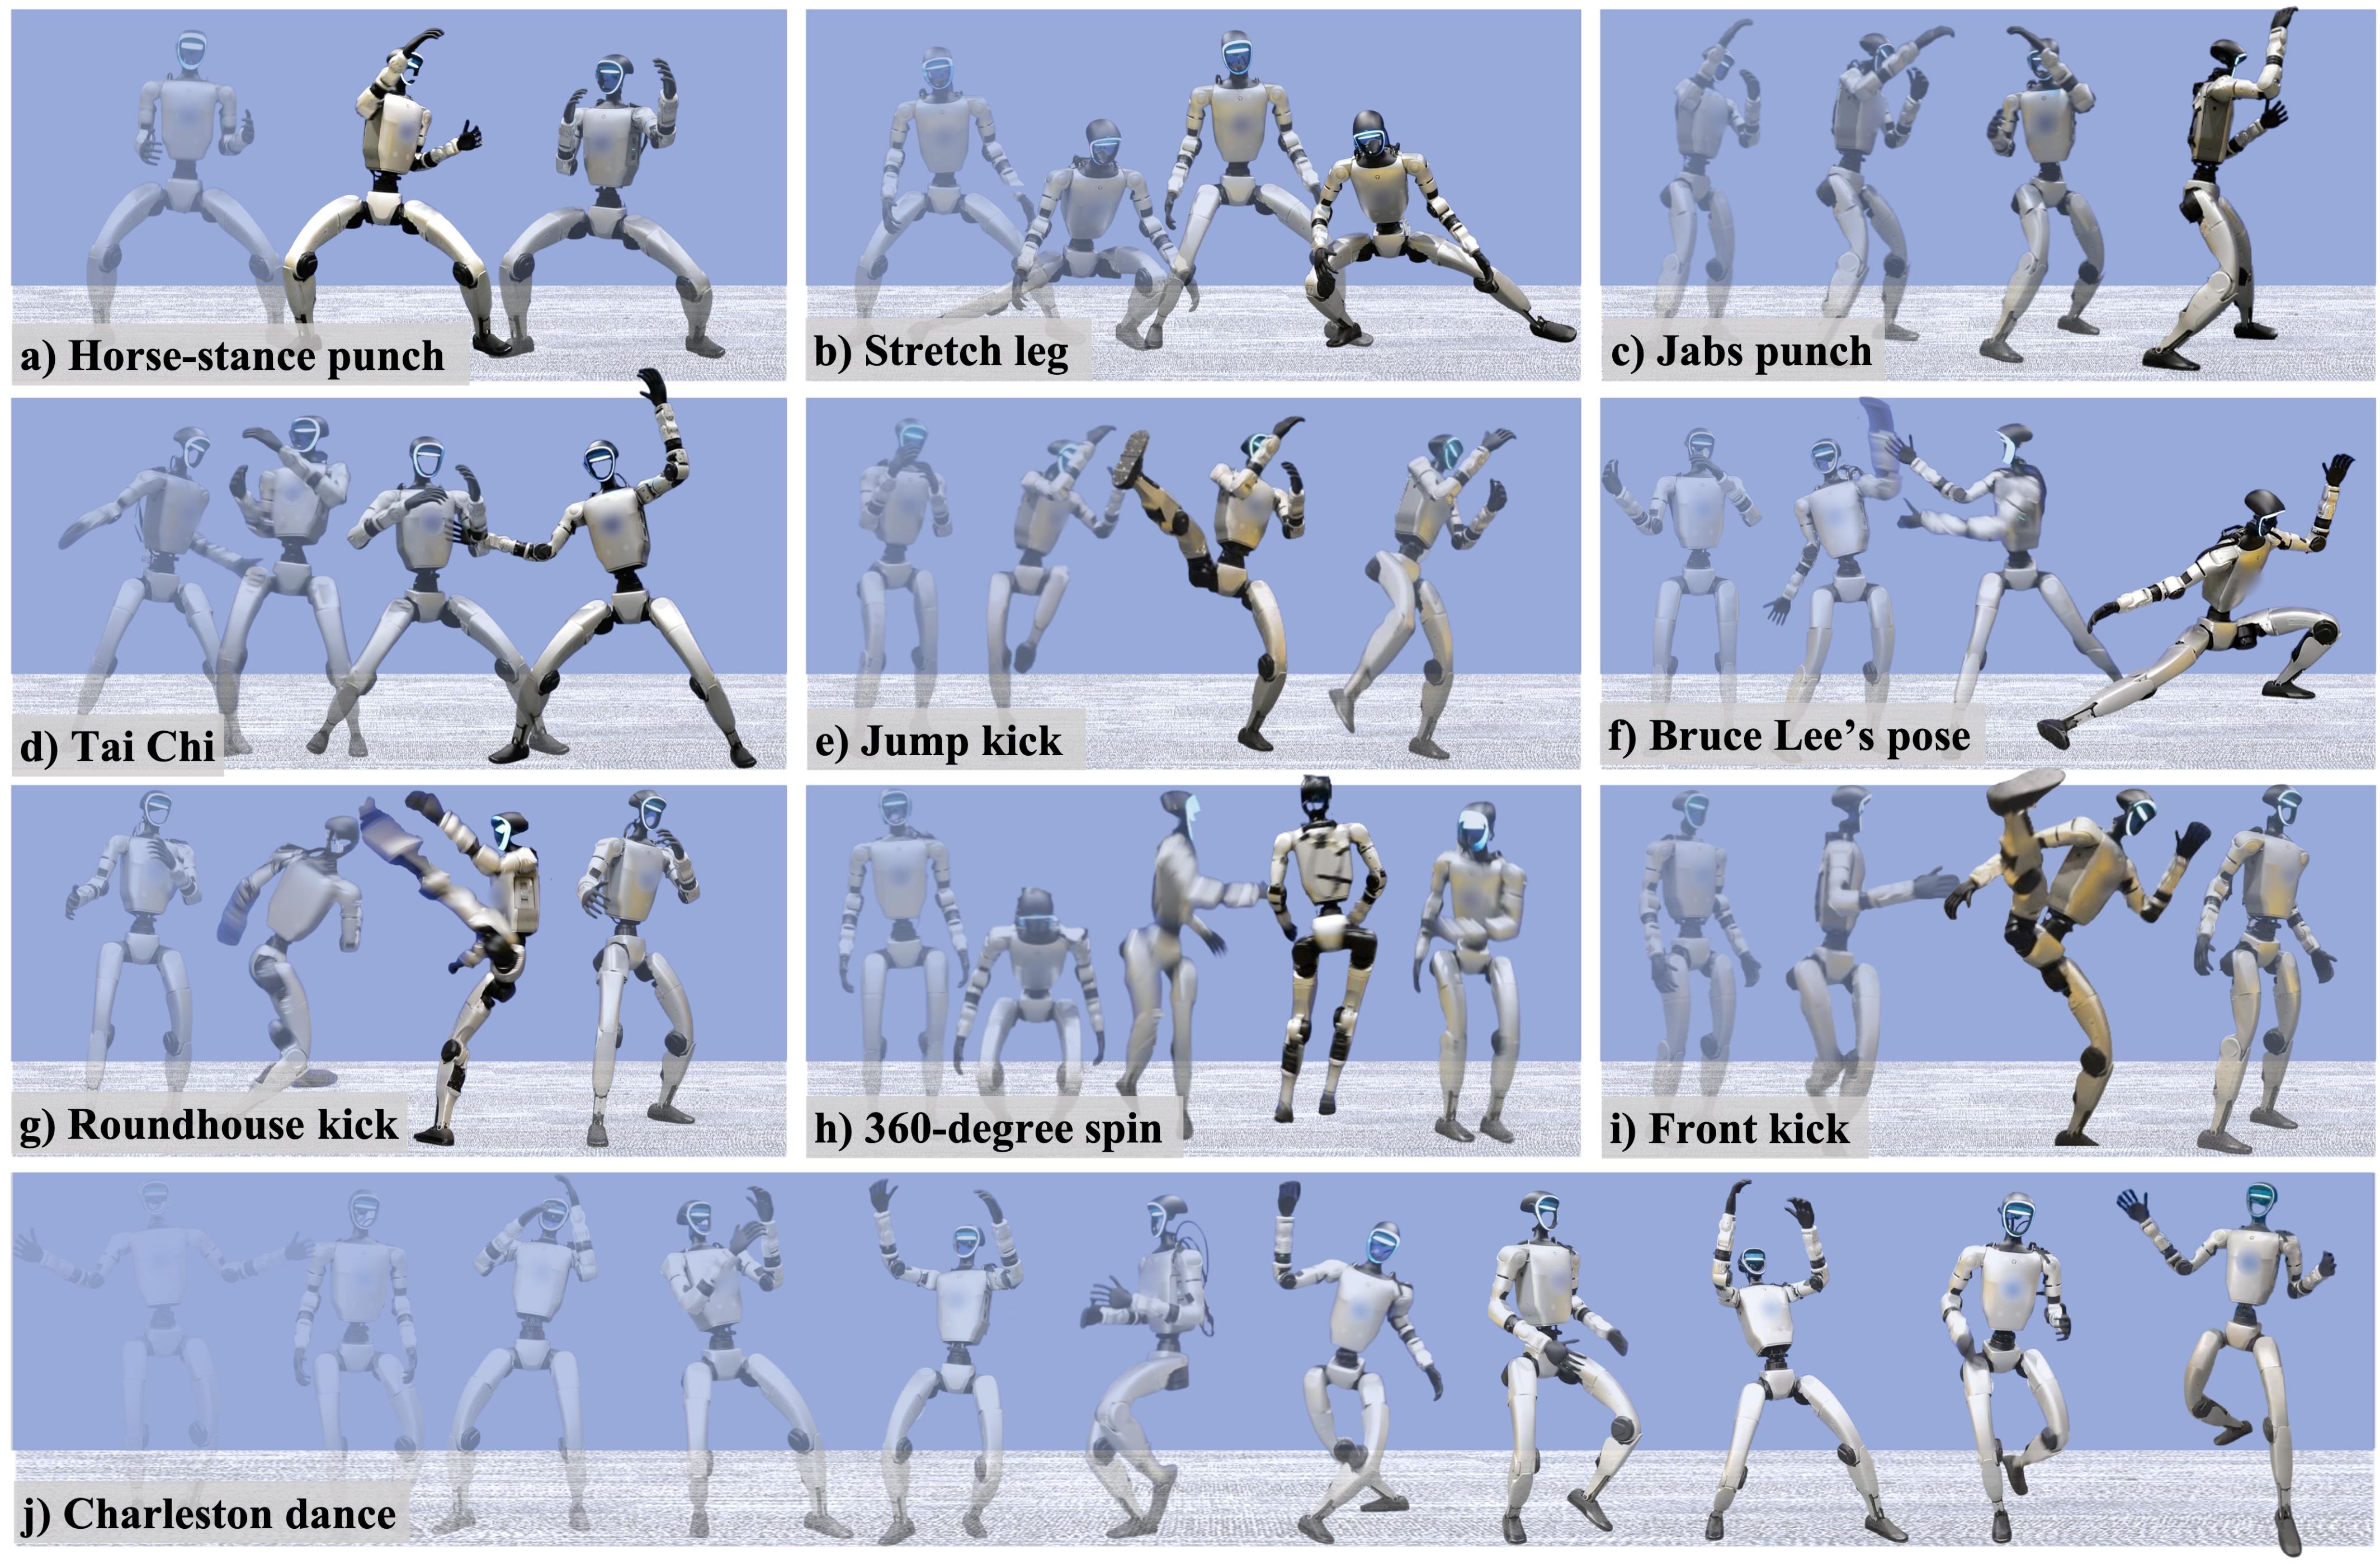 a) Horse-stance punch
b) Stretch leg
c) Jabs punch
d) Tai Chi
e) Jump kick
f) Bruce Lee’s pose
g) Roundhouse kick
h) 360-degree spin
i) Front kick
j) Charleston dance